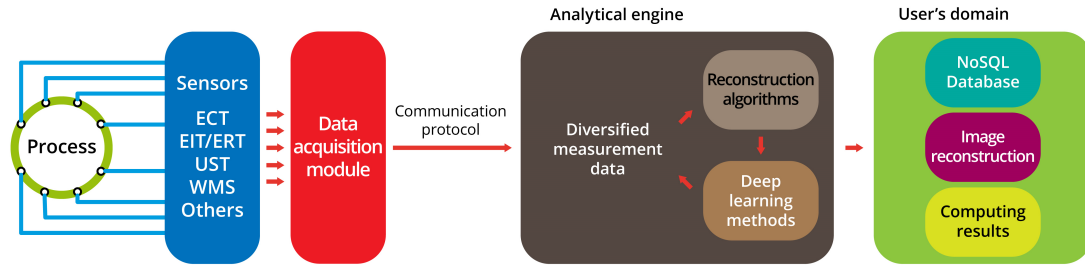 Process
Sensors
ECT
EIT/ERT
UST
WMS
Others
Data
acquisition
module
Communication
protocol
Analytical engine
Diversified
measurement
data
Reconstruction
algorithms
Deep
learning
methods
User's domain
NoSQL
Database
Image
reconstruction
Computing
results